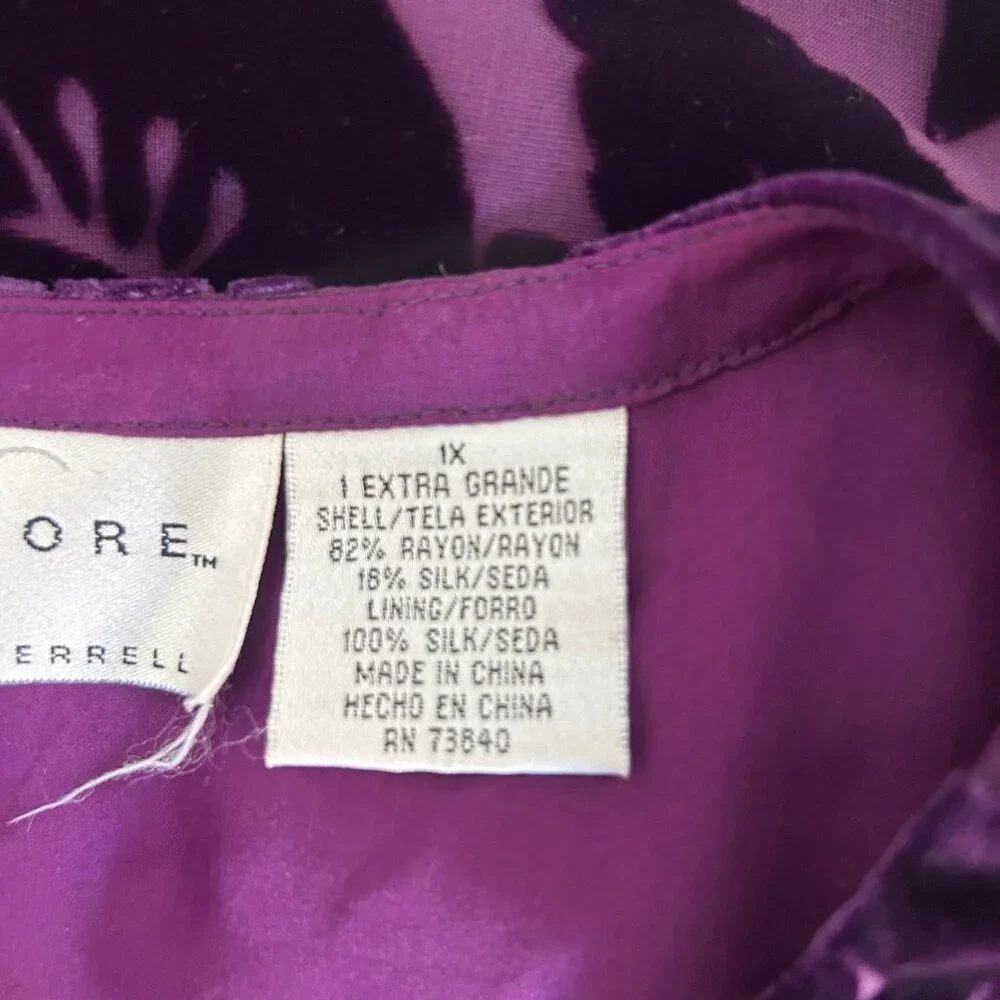 ORE™
ERRELL
1X
1 EXTRA GRANDE
SHELL/TELA EXTERIOR
82% RAYON/RAYON
18% SILK/SEDA
LINING/FORRO
100% SILK/SEDA
MADE IN CHINA
HECHO EN CHINA
RN 73640